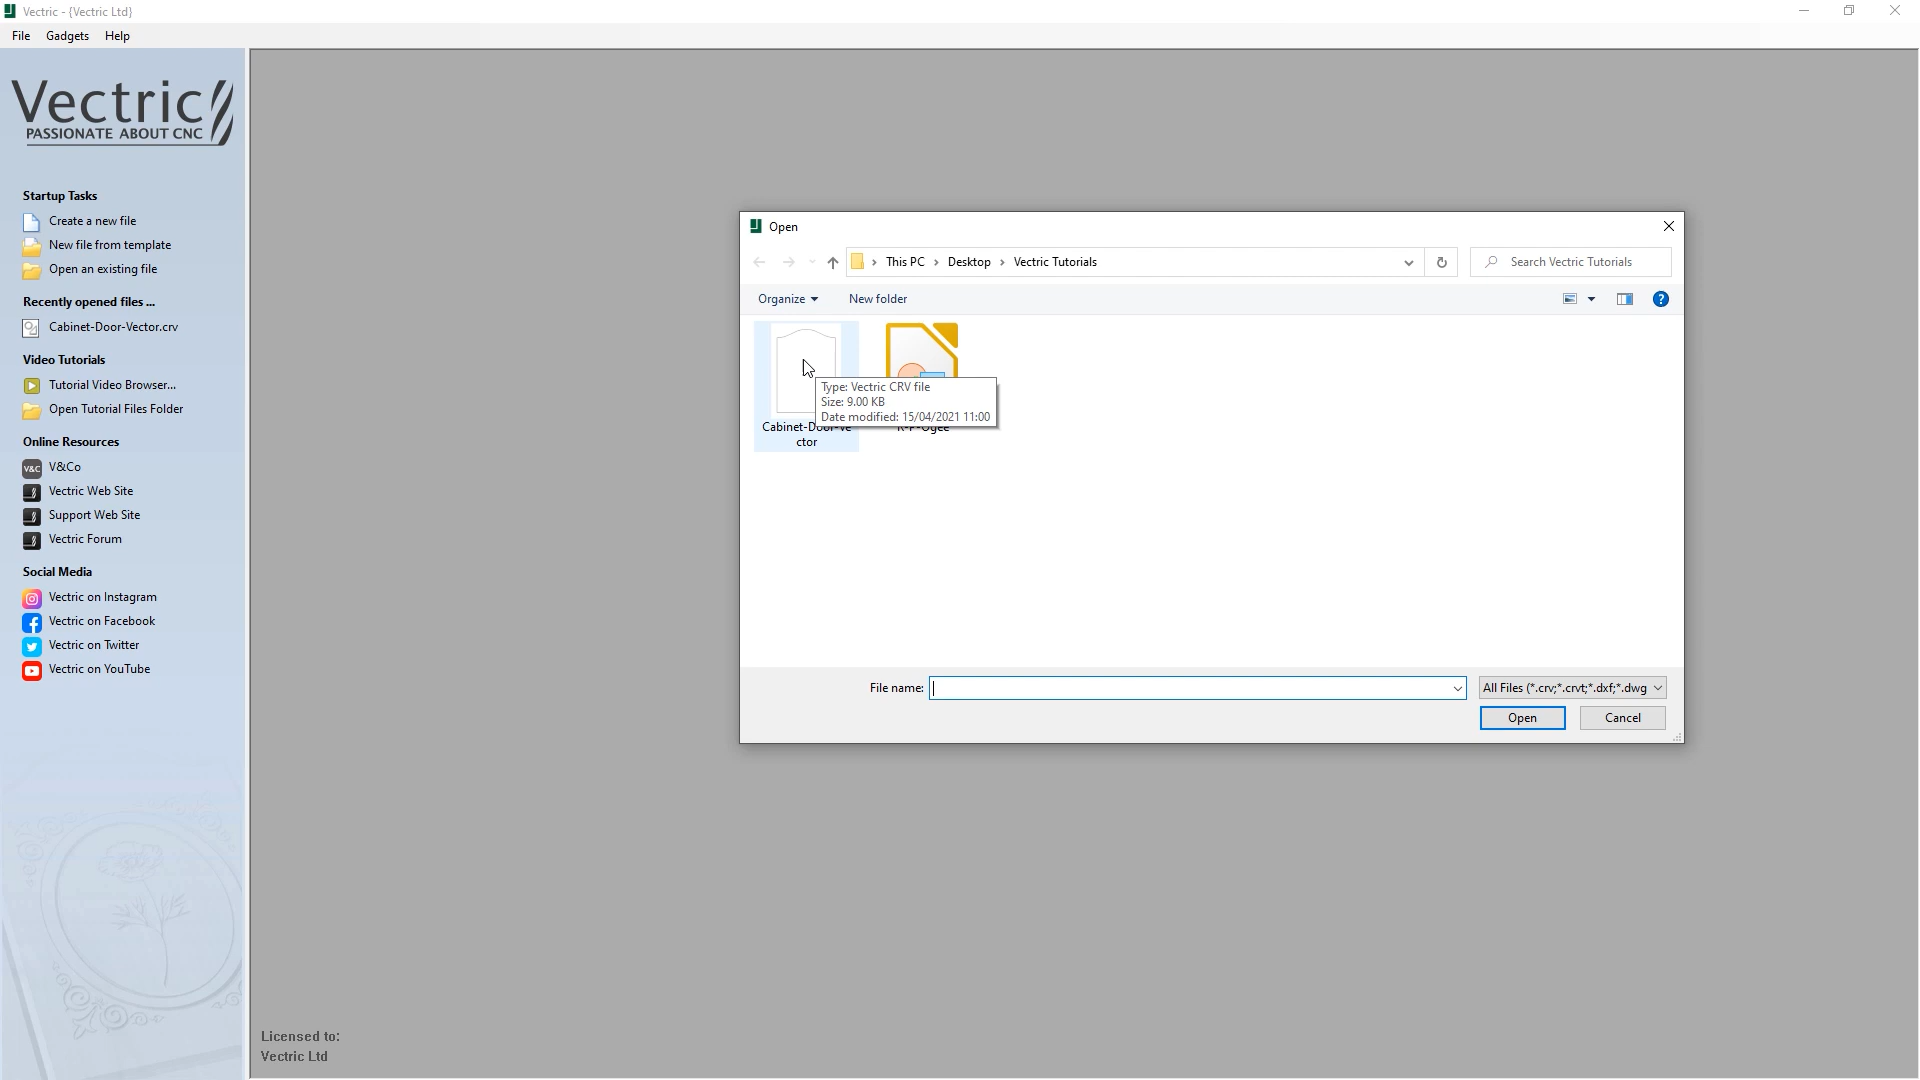 Vectric - {Vectric Ltd}
File Gadgets Help
Vectric
PASSIONATE ABOUT CNC
Startup Tasks
Create a new file
New file from template
Open an existing file
Recently opened files ...
Cabinet-Door-Vector.crv
Video Tutorials
Tutorial Video Browser...
Open Tutorial Files Folder
Online Resources
V&C V&Co
Vectric Web Site
Support Web Site
Vectric Forum
Social Media
Vectric on Instagram
Vectric on Facebook
Vectric on Twitter
Vectric on YouTube
Open
This PC > Desktop > Vectric Tutorials
Search Vectric Tutorials
Organize New folder
Type: Vectric CRV file
Size: 9.00 KB
Date modified: 15/04/2021 11:00
Cabinet-Door-Ve
ctor
R-P-Ogee
File name:
All Files (*.crv;*.crvt;*.dxf;*.dwg
Open Cancel
Licensed to:
Vectric Ltd